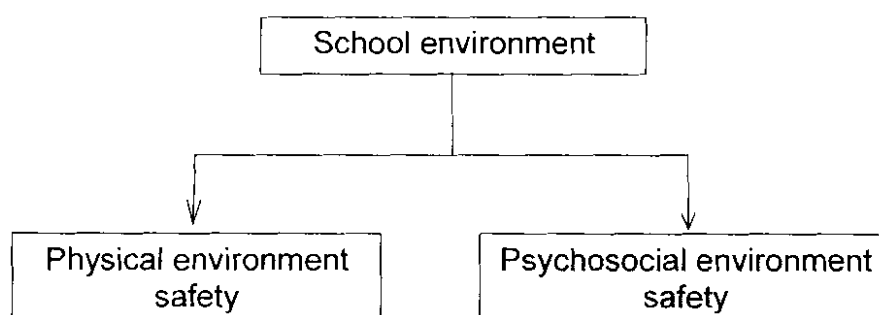 School environment
Physical environment
safety
Psychosocial environment
safety